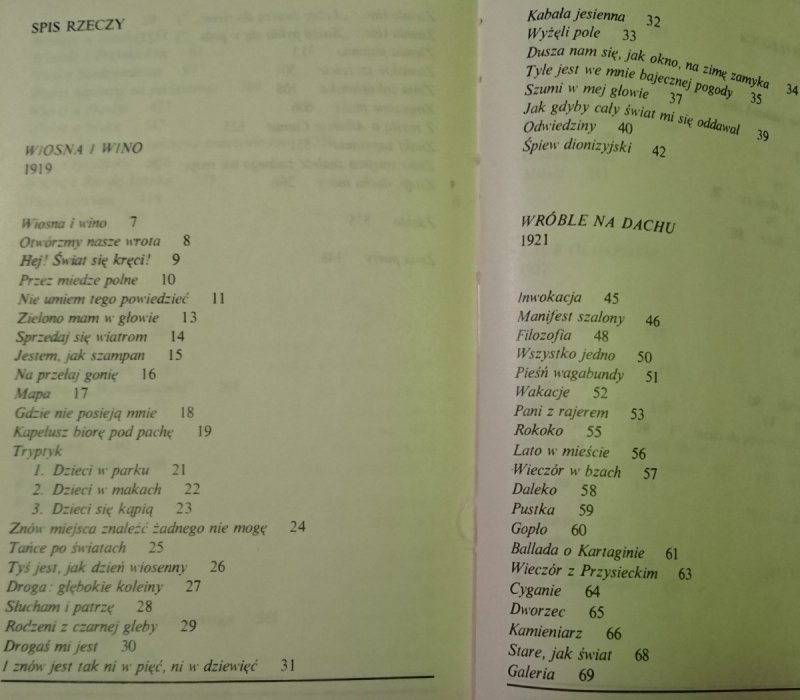 SPIS RZECZY
WIOSNA I WINO
1919
Wiosna i wino 7
Otwórzmy nasze wrota 8
Hej! Świat się kręci! 9
Przez miedze polne 10
Nie umiem tego powiedzieć 11
Zielono mam w głowie 13
Sprzedaj się wiatrom 14
Jestem, jak szampan 15
Na przełaj gonię 16
Mapa 17
Gdzie nie posieją mnie 18
Kapelusz biorę pod pachę 19
Tryptyk
1. Dzieci w parku 21
2. Dzieci w makach 22
3. Dzieci się kąpią 23
Znów miejsca znaleźć żadnego nie mogę 24
Tańce po światach 25
Tyś jest, jak dzień wiosenny 26
Droga: głębokie koleiny 27
Słucham i patrzę 28
Rodzeni z czarnej gleby 29
Drogaś mi jest 30
I znów jest tak ni w pięć, ni w dziewięć 31
Kabała jesienna 32
Wyżęli pole 33
Dusza nam się, jak okno, na zimę zamyka 34
Tyle jest we mnie bajecznej pogody 35
Szumi w mej głowie 37
Jak gdyby cały świat mi się oddawał 39
Odwiedziny 40
Śpiew dionizyjski 42
WRÓBLE NA DACHU
1921
Inwokacja 45
Manifest szalony 46
Filozofia 48
Wszystko jedno 50
Pieśń wagabundy 51
Wakacje 52
Pani z rajerem 53
Rokoko 55
Lato w mieście 56
Wieczór w bzach 57
Daleko 58
Pustka 59
Gopło 60
Ballada o Kartaginie 61
Wieczór z Przysieckim 63
Cyganie 64
Dworzec 65
Kamieniarz 66
Stare, jak świat 68
Galeria 69